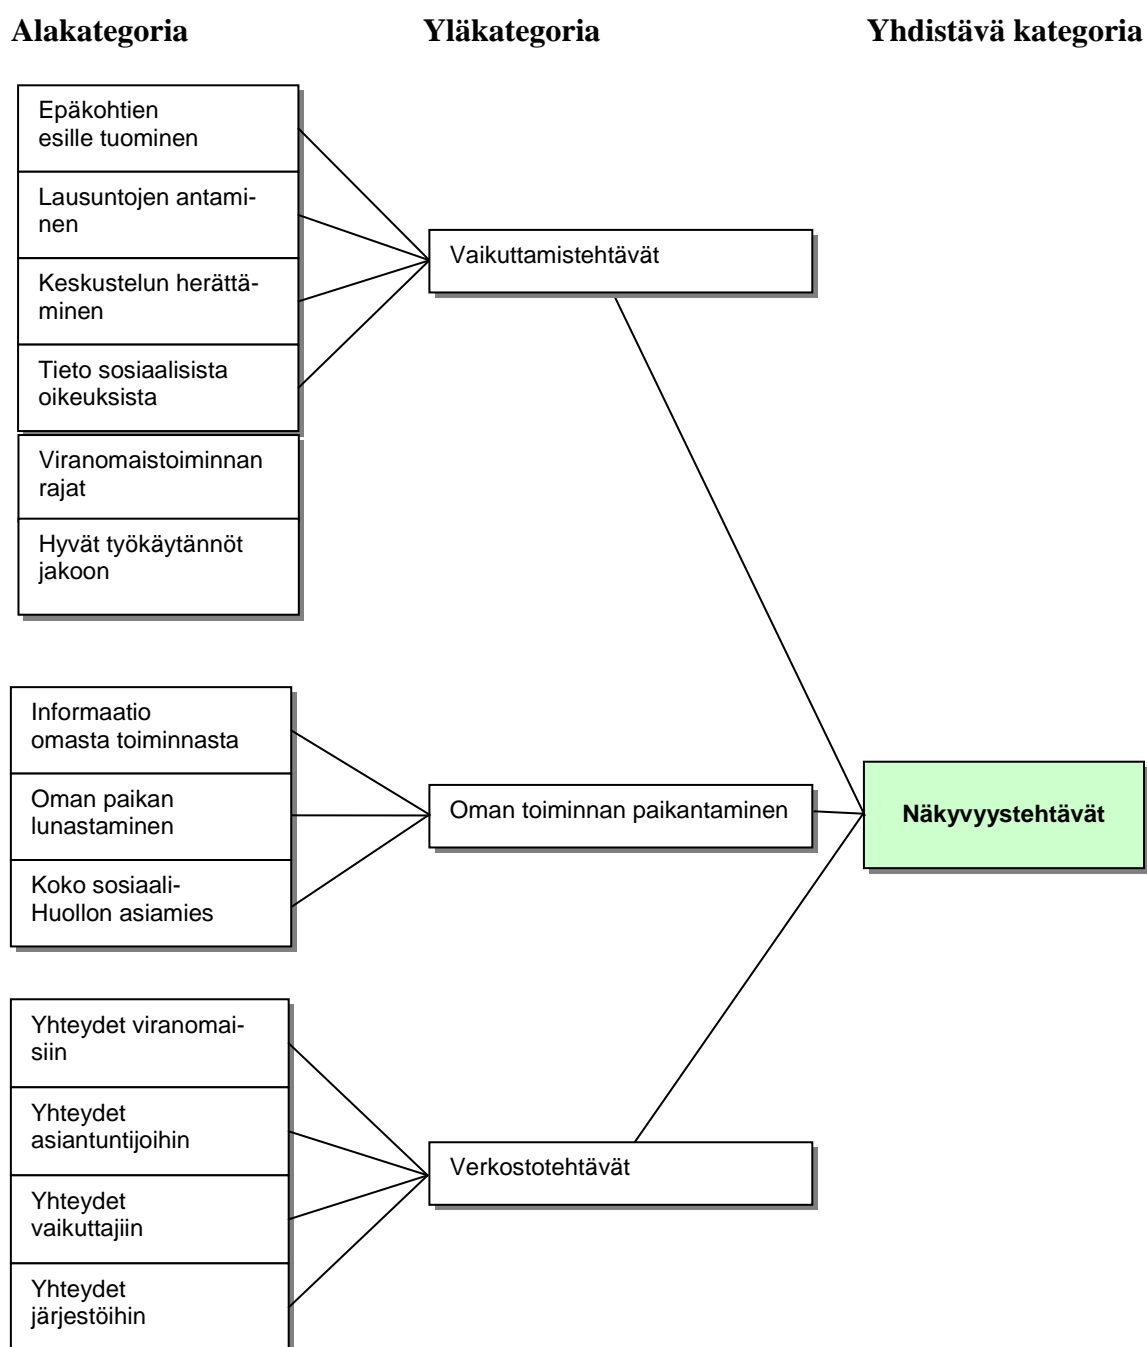 Alakategoria
Yläkategoria
Yhdistävä kategoria
Epäkohtien
esille tuominen
Lausuntojen antami-
nen
Keskustelun herättä-
minen
Tieto sosiaalisista
oikeuksista
Viranomaistoiminnan
rajat
Hyvät työkäytännöt
jakoon
Vaikuttamistehtävät
Informaatio
omasta toiminnasta
Oman paikan
lunastaminen
Koko sosiaali-
Huollon asiamies
Oman toiminnan paikantaminen
Näkyvyystehtävät
Yhteydet viranomai-
siin
Yhteydet
asiantuntijoihin
Yhteydet
vaikuttajiin
Yhteydet
järjestöihin
Verkostotehtävät